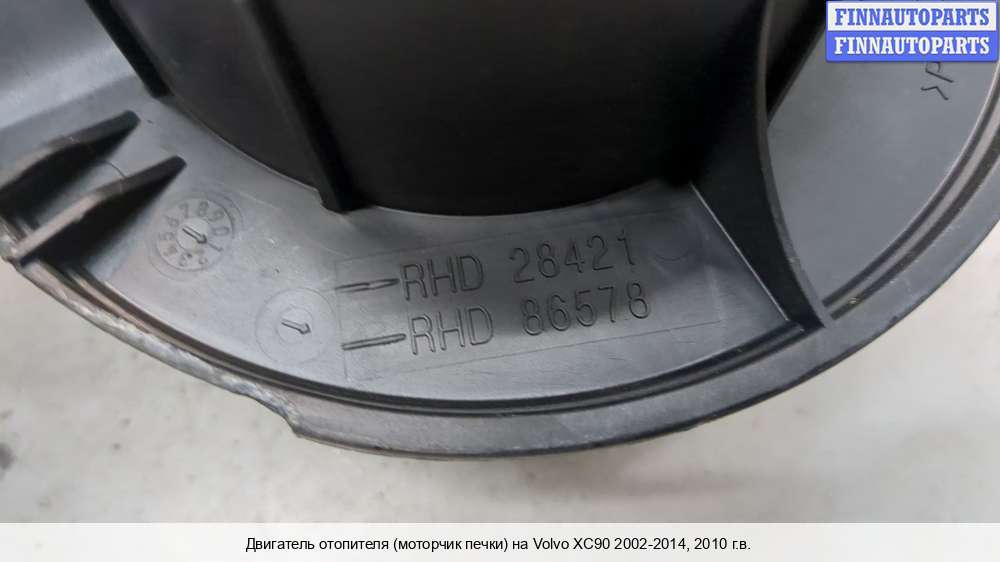 FINNAUTOPARTS
FINNAUTOPARTS
RHD 28421
RHD 86578
Двигатель отопителя (моторчик печки) на Volvo XC90 2002-2014, 2010 г.в.